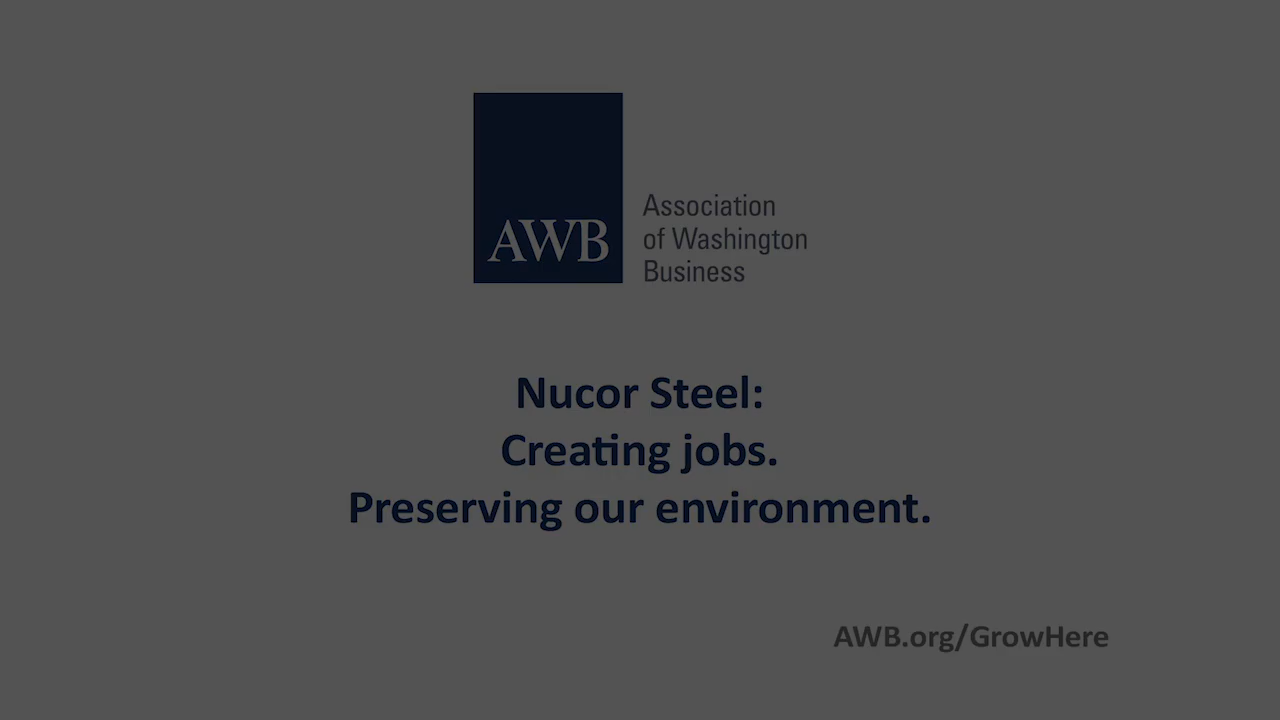 AWB
Association
of Washington
Business
Nucor Steel:
Creating jobs.
Preserving our environment.
AWB.org/GrowHere